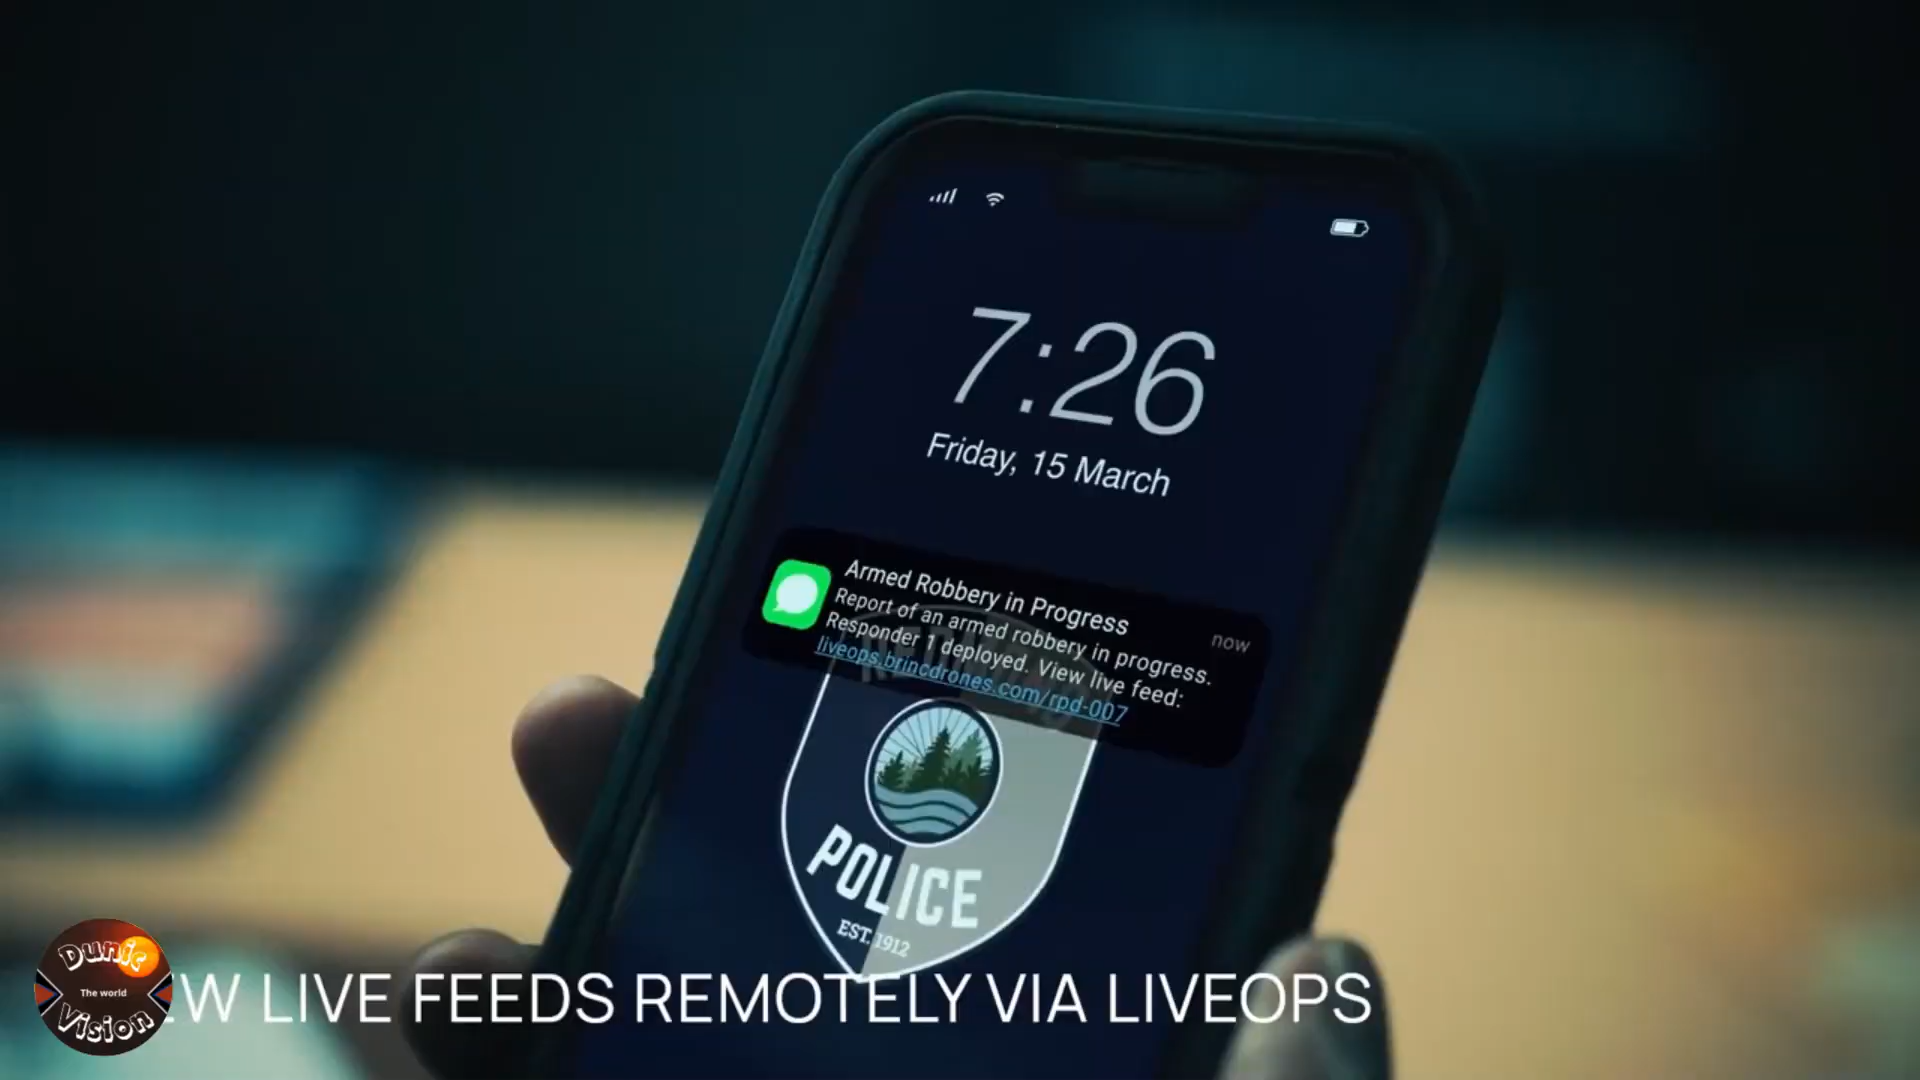 7:26
Friday, 15 March
Armed Robbery in Progress
now
Report of an armed robbery in progress.
Responder 1 deployed. View live feed:
liveops.brincdrones.com/rpd-007
POLICE
EST. 1912
W LIVE FEEDS REMOTELY VIA LIVEOPS
Dunic
The world
Vision